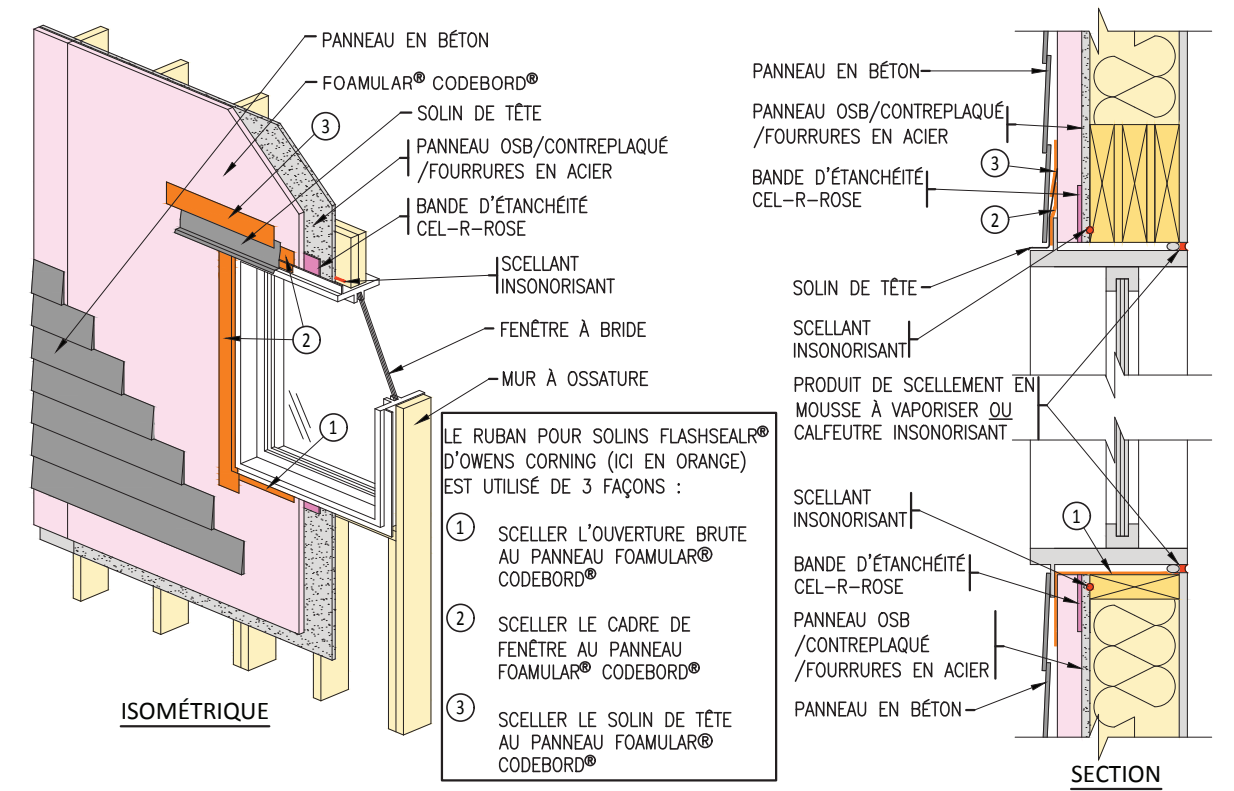 PANNEAU EN BÉTON
FOAMULAR® CODEBORD®
SOLIN DE TÊTE
3
PANNEAU OSB/CONTREPLAQUÉ
/FOURRURES EN ACIER
BANDE D'ÉTANCHÉITÉ
CEL-R-ROSE
SCELLANT
INSONORISANT
2
FENÊTRE À BRIDE
MUR À OSSATURE
1
LE RUBAN POUR SOLINS FLASHSEALR®
D'OWENS CORNING (ICI EN ORANGE)
EST UTILISÉ DE 3 FAÇONS :
1 SCELLER L'OUVERTURE BRUTE
AU PANNEAU FOAMULAR®
CODEBORD®
2 SCELLER LE CADRE DE
FENÊTRE AU PANNEAU
FOAMULAR® CODEBORD®
3 SCELLER LE SOLIN DE TÊTE
AU PANNEAU FOAMULAR®
CODEBORD®
ISOMÉTRIQUE
PANNEAU EN BÉTON
PANNEAU OSB/CONTREPLAQUÉ
/FOURRURES EN ACIER
3
BANDE D'ÉTANCHÉITÉ
CEL-R-ROSE
2
SOLIN DE TÊTE
SCELLANT
INSONORISANT
PRODUIT DE SCELLEMENT EN
MOUSSE À VAPORISER OU
CALFEUTRE INSONORISANT
SCELLANT
INSONORISANT
1
BANDE D'ÉTANCHÉITÉ
CEL-R-ROSE
PANNEAU OSB
/CONTREPLAQUÉ
/FOURRURES EN ACIER
PANNEAU EN BÉTON
SECTION